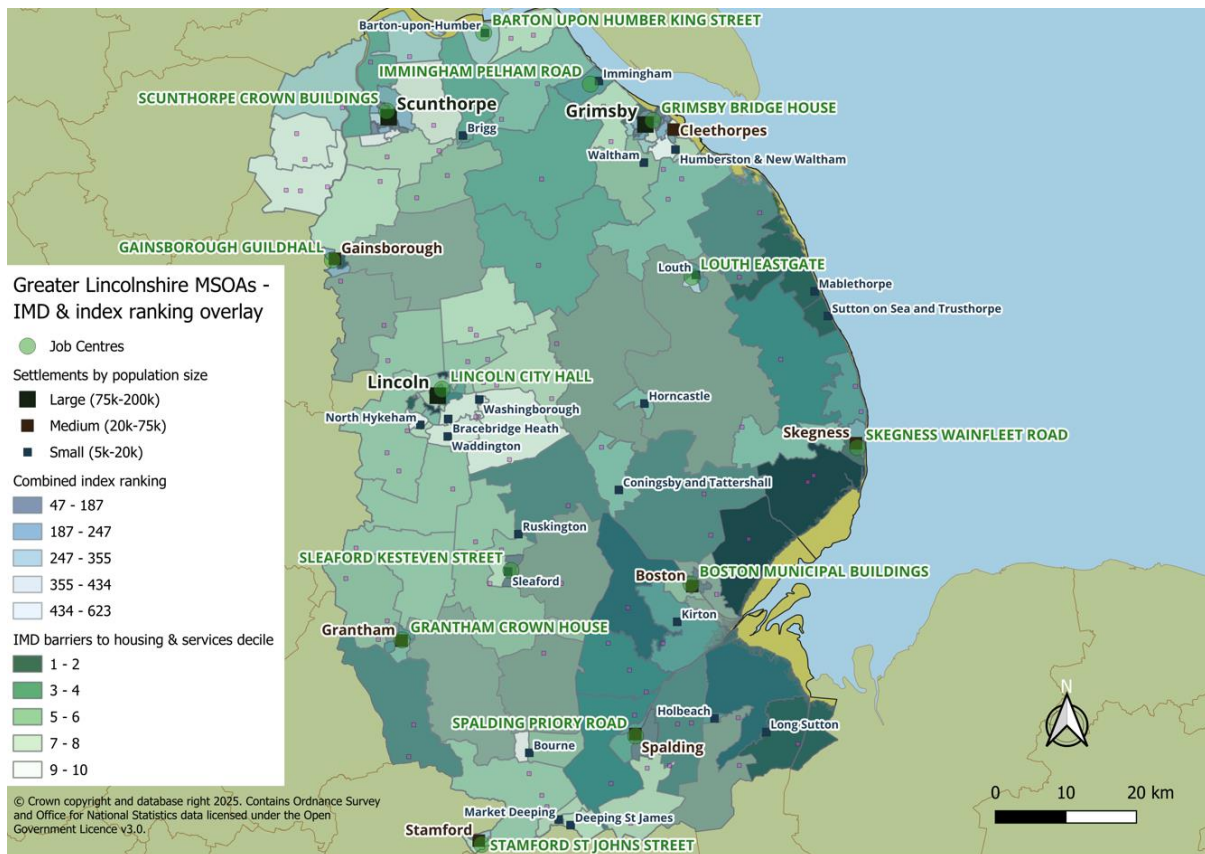 Barton-upon-Humber
BARTON UPON HUMBER KING STREET
IMMINGHAM PELHAM ROAD
Immingham
SCUNTHORPE CROWN BUILDINGS
Scunthorpe
Grimsby
GRIMSBY BRIDGE HOUSE
Cleethorpes
Brigg
Waltham
Humberston & New Waltham
GAINSBOROUGH GUILDHALL
Gainsborough
Louth
LOUTH EASTGATE
Mablethorpe
Sutton on Sea and Trusthorpe
Lincoln
LINCOLN CITY HALL
Washingborough
Horncastle
North Hykeham
Bracebridge Heath
Waddington
Skegness
SKEGNESS WAINFLEET ROAD
Coningsby and Tattershall
Ruskington
SLEAFORD KESTEVEN STREET
Sleaford
Boston
BOSTON MUNICIPAL BUILDINGS
Kirton
Grantham
GRANTHAM CROWN HOUSE
Holbeach
SPALDING PRIORY ROAD
Long Sutton
Bourne
Spalding
Market Deeping
Deeping St James
Stamford
STAMFORD ST JOHNS STREET
Greater Lincolnshire MSOAs -
IMD & index ranking overlay
Job Centres
Settlements by population size
Large (75k-200k)
Medium (20k-75k)
Small (5k-20k)
Combined index ranking
47 - 187
187 - 247
247 - 355
355 - 434
434 - 623
IMD barriers to housing & services decile
1 - 2
3 - 4
5 - 6
7 - 8
9 - 10
© Crown copyright and database right 2025. Contains Ordnance Survey
and Office for National Statistics data licensed under the Open
Government Licence v3.0.
N
0 10 20 km